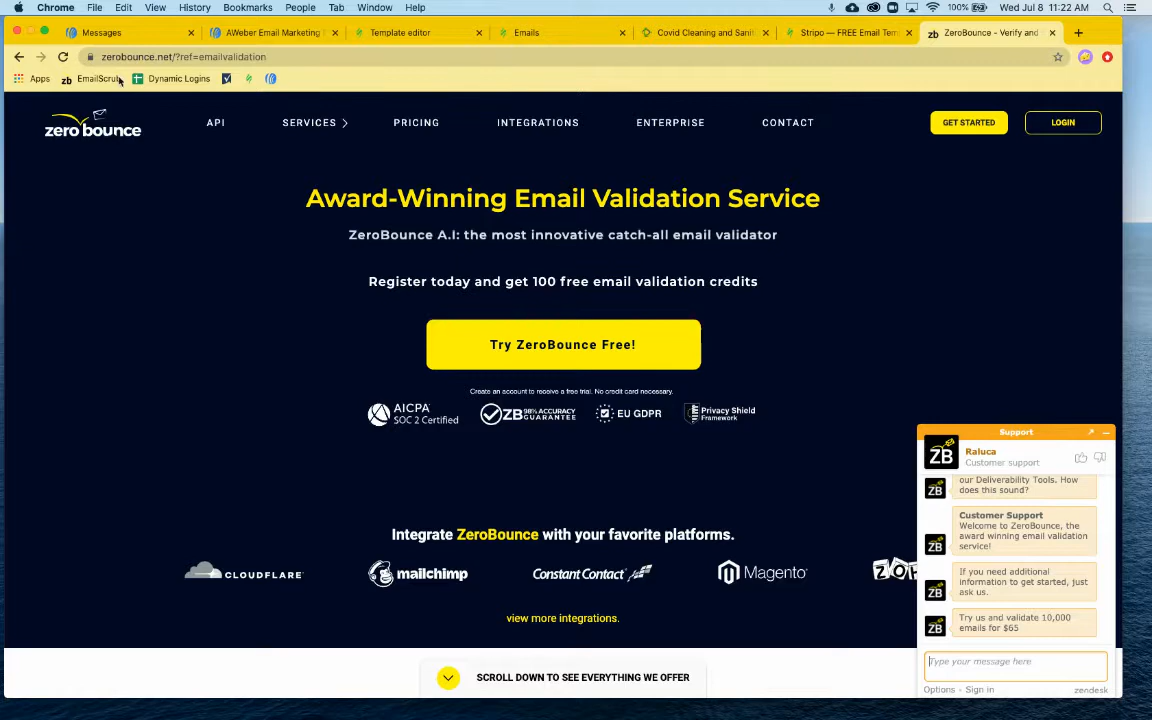 Chrome File Edit View History Bookmarks People Tab Window Help 100% Wed Jul 8 11:22 AM
Messages AWeber Email Marketing Template editor Emails Covid Cleaning and Sanit Stripo — FREE Email Tem ZeroBounce - Verify and
zerobounce.net/?ref=emailvalidation
Apps zb EmailScrub Dynamic Logins
zero bounce API SERVICES PRICING INTEGRATIONS ENTERPRISE CONTACT GET STARTED LOGIN
Award-Winning Email Validation Service
ZeroBounce A.I: the most innovative catch-all email validator
Register today and get 100 free email validation credits
Try ZeroBounce Free!
Create an account to receive a free trial. No credit card necessary.
AICPA SOC 2 Certified
ZB 98% ACCURACY GUARANTEE
EU GDPR
Privacy Shield Framework
Integrate ZeroBounce with your favorite platforms.
CLOUDFLARE mailchimp Constant Contact Magento
view more integrations.
SCROLL DOWN TO SEE EVERYTHING WE OFFER
Support
ZB Raluca
Customer support
our Deliverability Tools. How
does this sound?
Customer Support
Welcome to ZeroBounce, the
award winning email validation
service!
If you need additional
information to get started, just
ask us.
Try us and validate 10,000
emails for $65
Type your message here
Options - Sign in zendesk